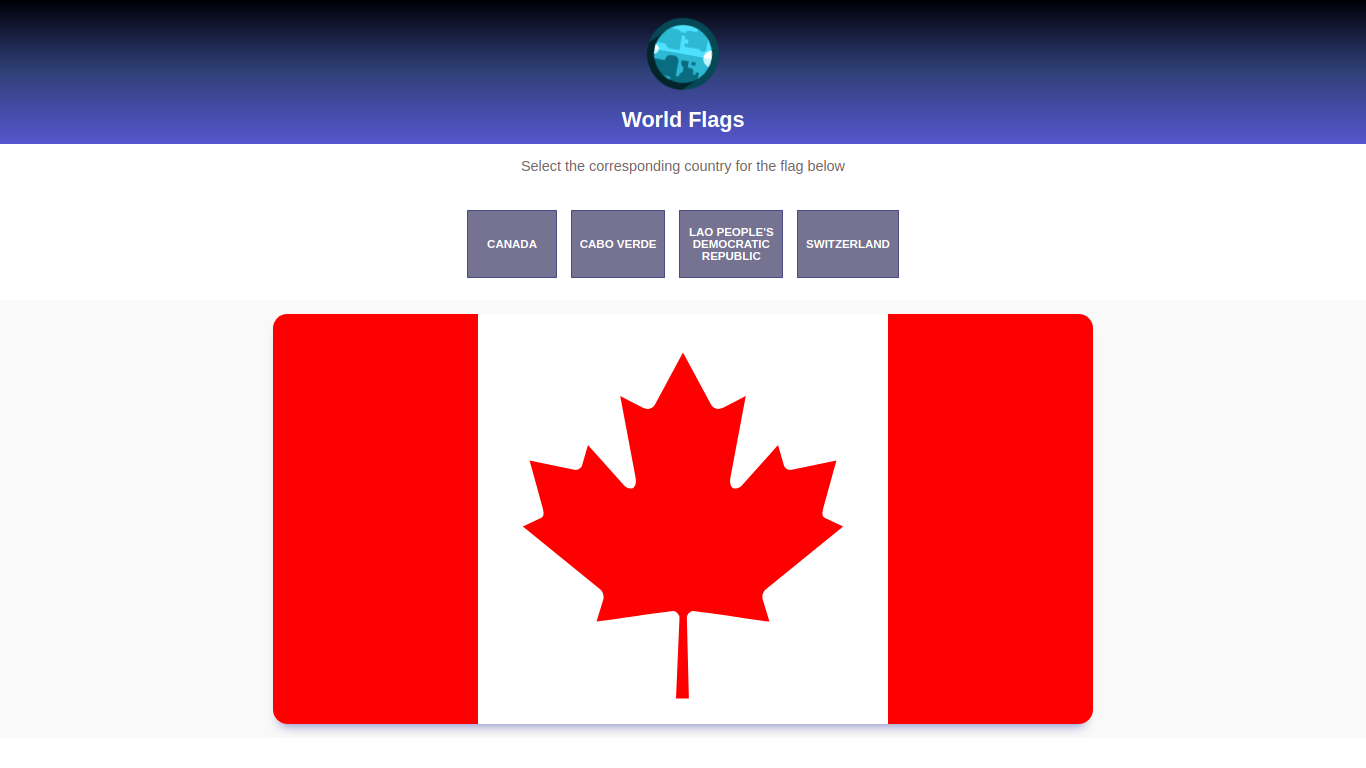 World Flags
Select the corresponding country for the flag below
CANADA
CABO VERDE
LAO PEOPLE'S
DEMOCRATIC
REPUBLIC
SWITZERLAND